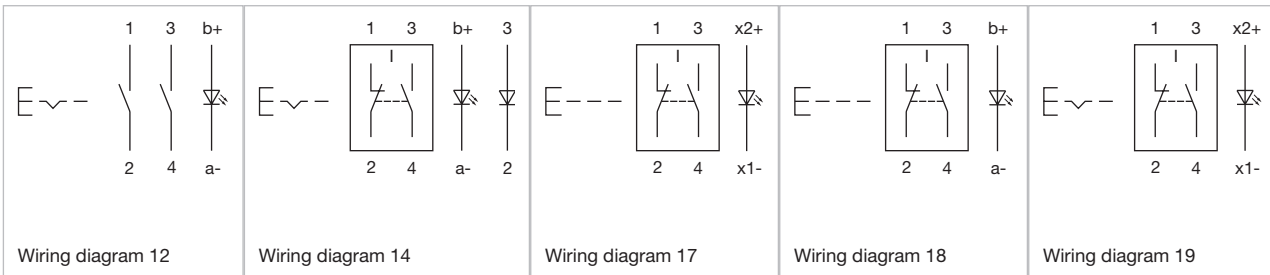 1 3 b+
2 4 a-
Wiring diagram 12
1 3 b+ 3
I
2 4 a- 2
Wiring diagram 14
1 3 x2+
I
2 4 x1-
Wiring diagram 17
1 3 b+
I
2 4 a-
Wiring diagram 18
1 3 x2+
I
2 4 x1-
Wiring diagram 19